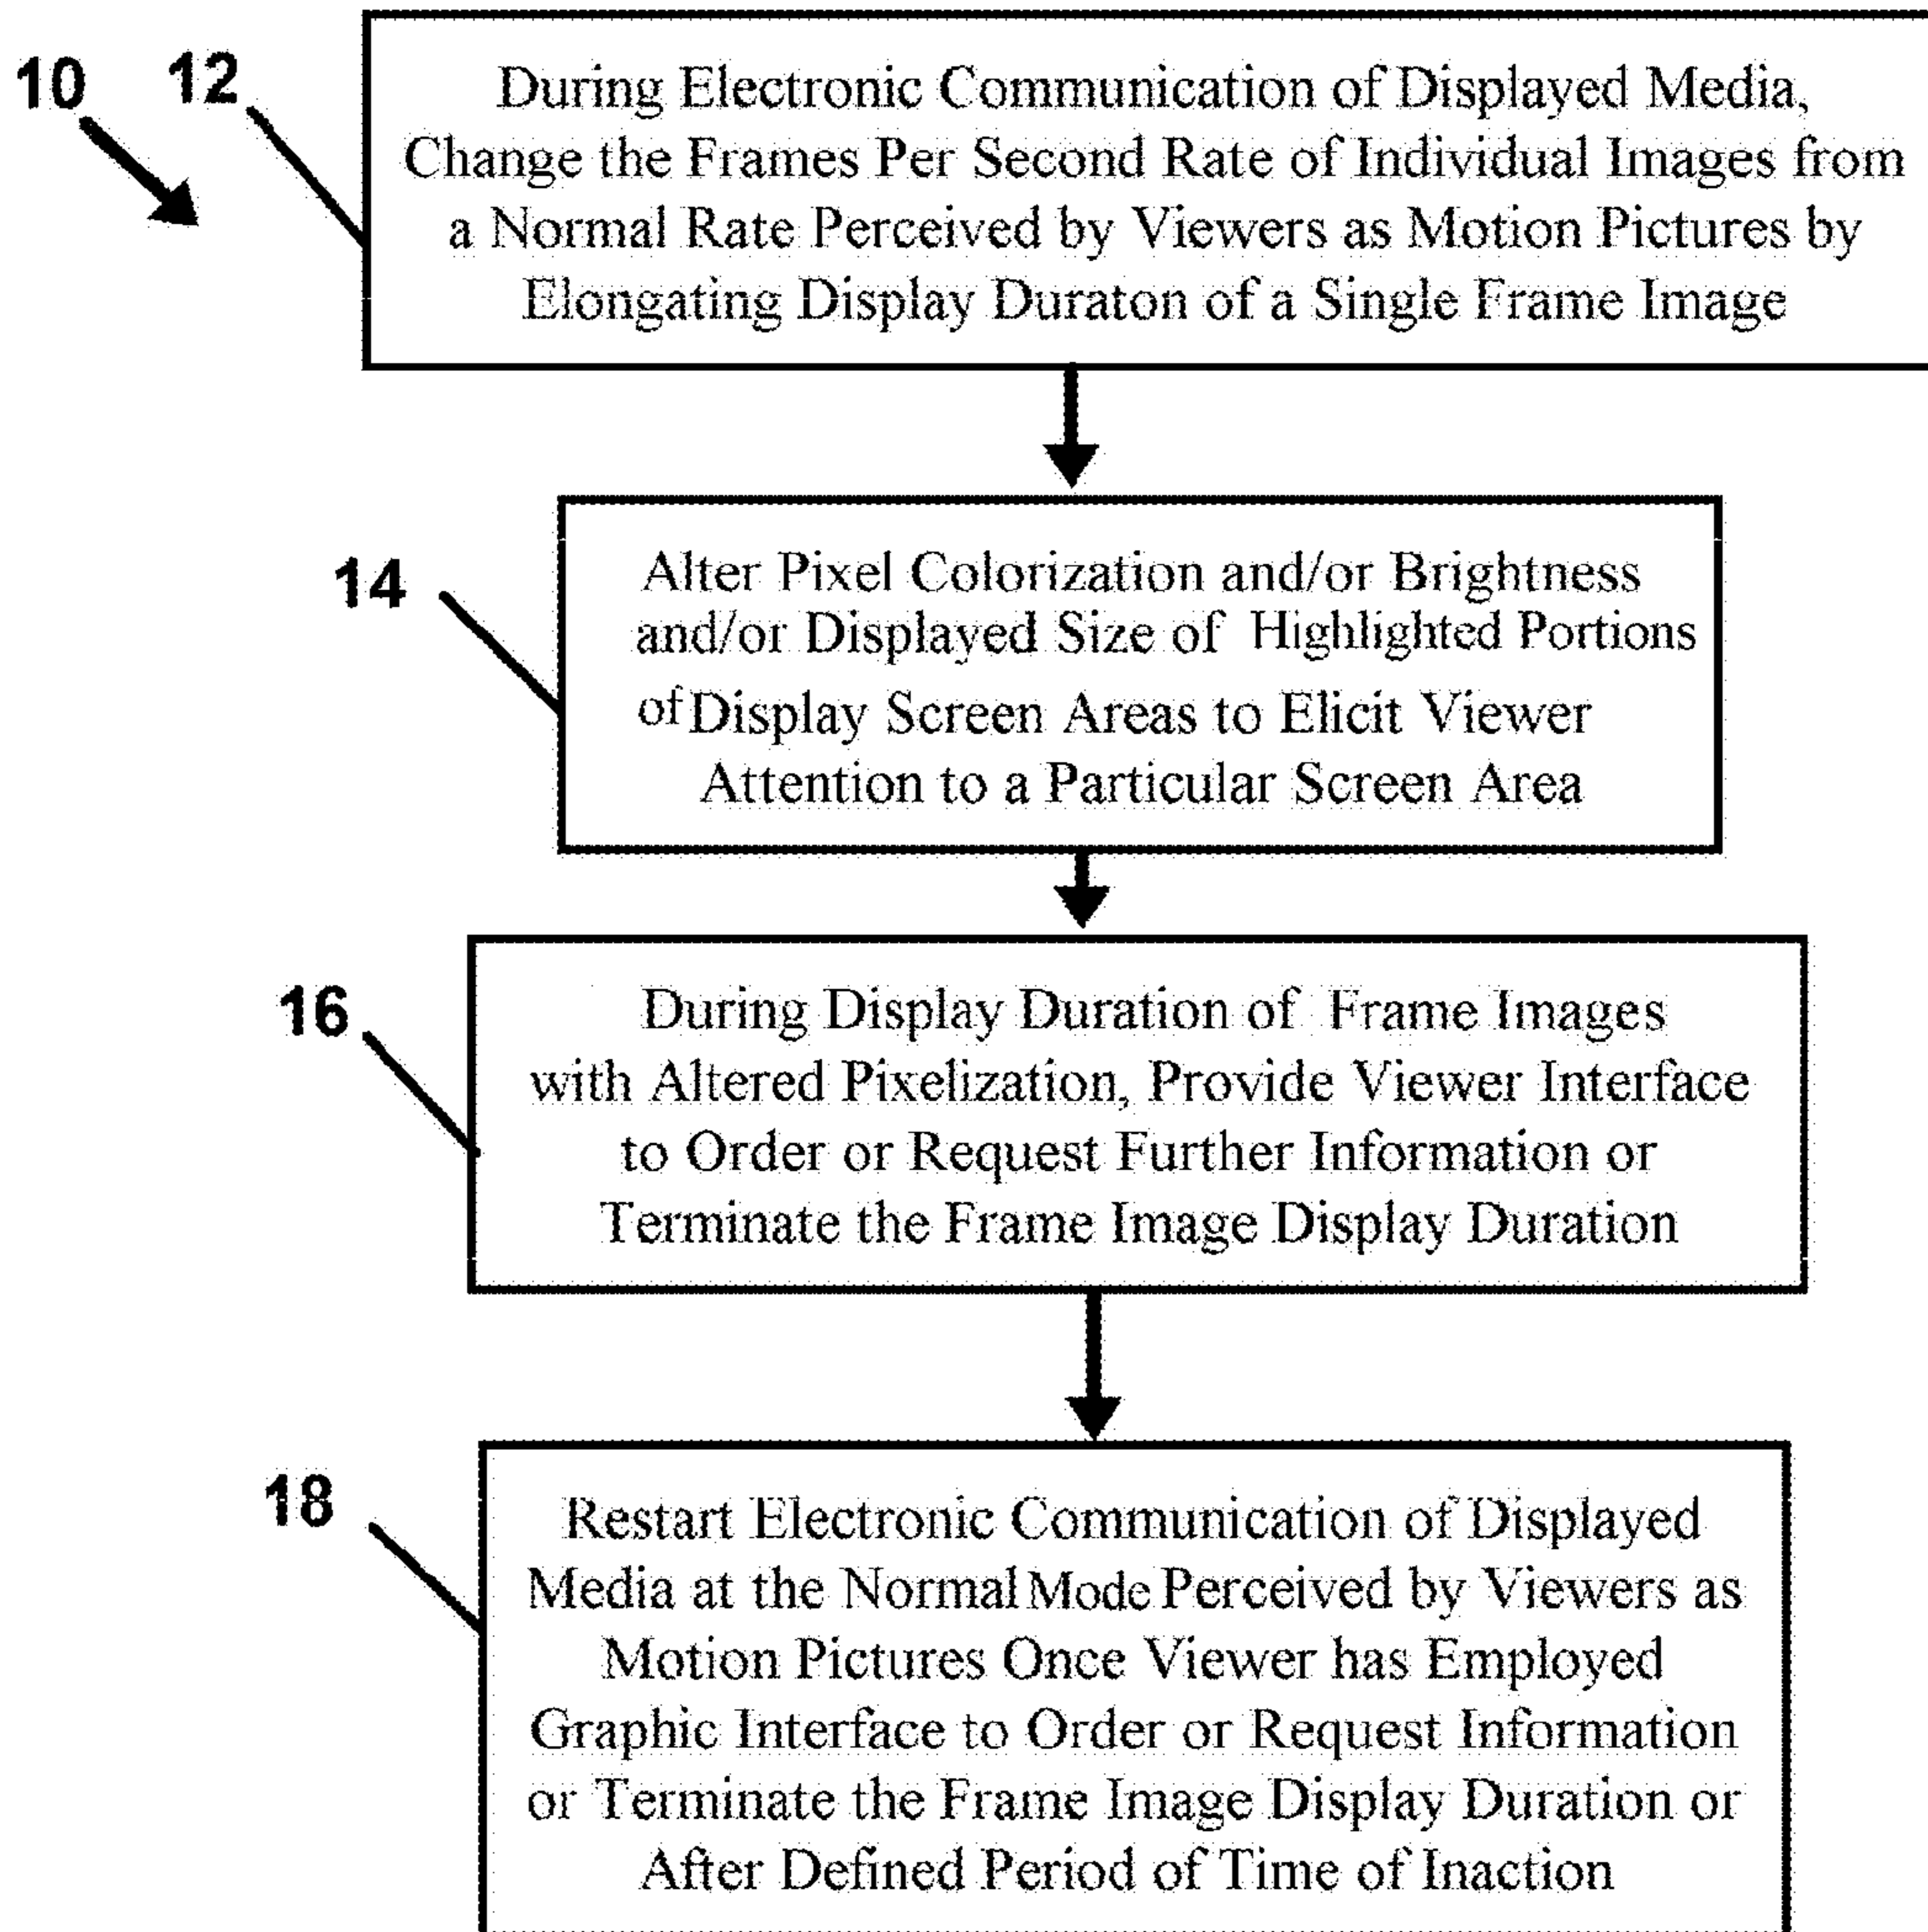 10
12
During Electronic Communication of Displayed Media,
Change the Frames Per Second Rate of Individual Images from
a Normal Rate Perceived by Viewers as Motion Pictures by
Elongating Display Duraton of a Single Frame Image
14
Alter Pixel Colorization and/or Brightness
and/or Displayed Size of Highlighted Portions
of Display Screen Areas to Elicit Viewer
Attention to a Particular Screen Area
16
During Display Duration of Frame Images
with Altered Pixelization, Provide Viewer Interface
to Order or Request Further Information or
Terminate the Frame Image Display Duration
18
Restart Electronic Communication of Displayed
Media at the Normal Mode Perceived by Viewers as
Motion Pictures Once Viewer has Employed
Graphic Interface to Order or Request Information
or Terminate the Frame Image Display Duration or
After Defined Period of Time of Inaction